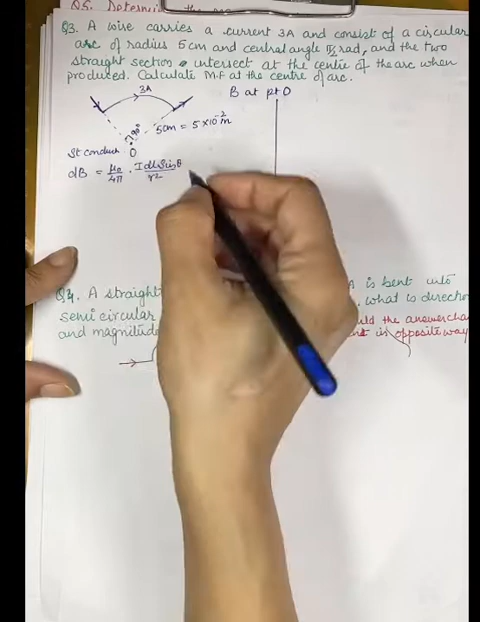 Q5. Determin
Q3. A wire carries a current 3A and consist of a circular
arc of radius 5cm and central angle π/2 rad, and the two
straight section intersect at the centre of the arc when
produced. Calculate M.F at the centre of arc.
3A
B at pt O
90°
5cm = 5×10⁻² m
O
St conduct
dB = μ₀/4π · Idl Sinθ/r²
Q4. A straight
is bent into
semi circular
what is directio
and magnitude
the answer cha
is opposite way